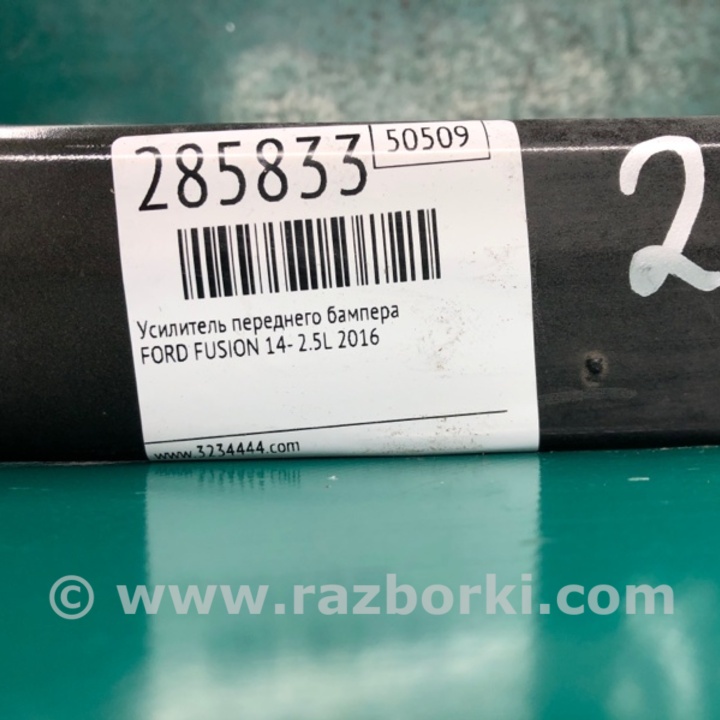 285833
50509
2
Усилитель переднего бампера
FORD FUSION 14- 2.5L 2016
www.3234444.com
© www.razborki.com